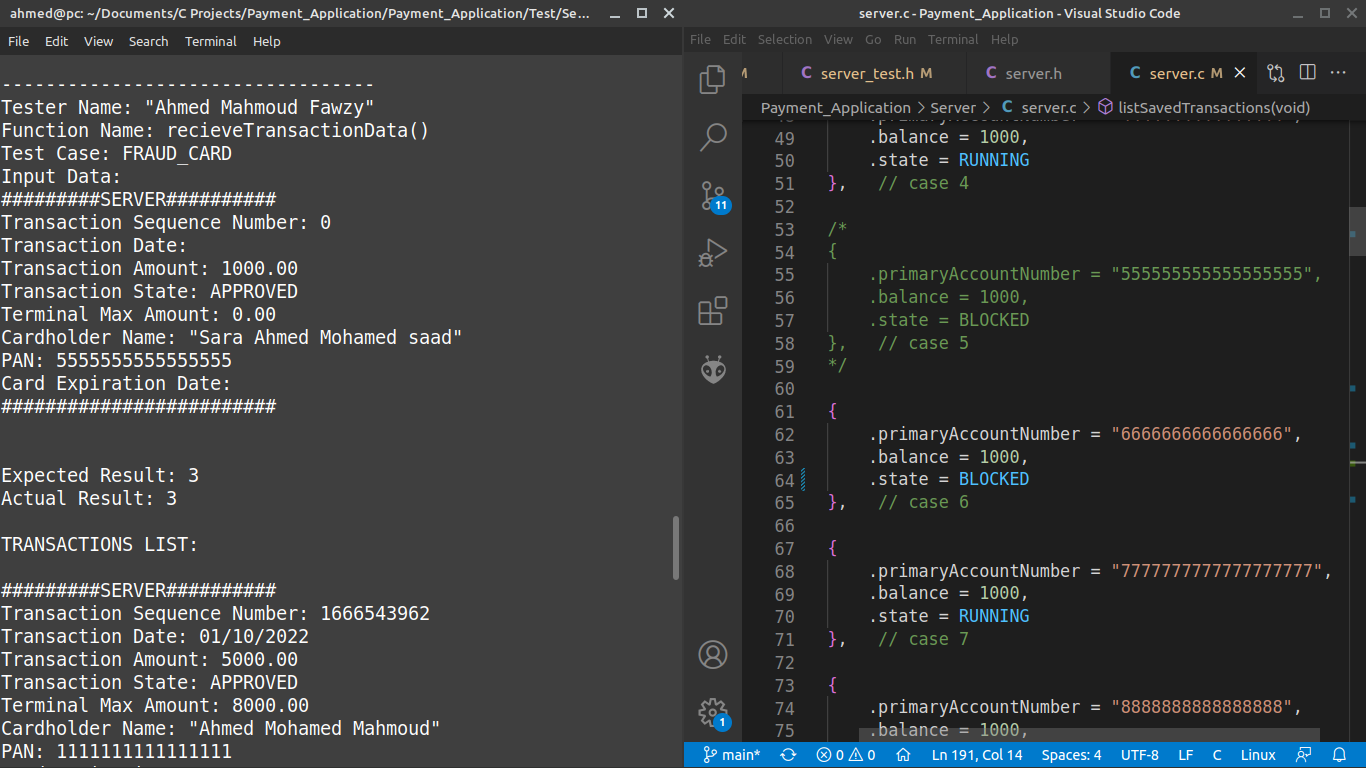 ahmed@pc: ~/Documents/C Projects/Payment_Application/Payment_Application/Test/Se...
File Edit View Search Terminal Help
----------------------------------
Tester Name: "Ahmed Mahmoud Fawzy"
Function Name: recieveTransactionData()
Test Case: FRAUD_CARD
Input Data:
#########SERVER##########
Transaction Sequence Number: 0
Transaction Date:
Transaction Amount: 1000.00
Transaction State: APPROVED
Terminal Max Amount: 0.00
Cardholder Name: "Sara Ahmed Mohamed saad"
PAN: 5555555555555555
Card Expiration Date:
#########################
Expected Result: 3
Actual Result: 3
TRANSACTIONS LIST:
#########SERVER##########
Transaction Sequence Number: 1666543962
Transaction Date: 01/10/2022
Transaction Amount: 5000.00
Transaction State: APPROVED
Terminal Max Amount: 8000.00
Cardholder Name: "Ahmed Mohamed Mahmoud"
PAN: 1111111111111111
server.c - Payment_Application - Visual Studio Code
File Edit Selection View Go Run Terminal Help
M server_test.h M server.h server.c M
Payment_Application > Server > C server.c > listSavedTransactions(void)
49 .balance = 1000,
50 .state = RUNNING
51 }, // case 4
52
53 /*
54 {
55 .primaryAccountNumber = "555555555555555555",
56 .balance = 1000,
57 .state = BLOCKED
58 }, // case 5
59 */
60
61 {
62 .primaryAccountNumber = "6666666666666666",
63 .balance = 1000,
64 .state = BLOCKED
65 }, // case 6
66
67 {
68 .primaryAccountNumber = "7777777777777777777",
69 .balance = 1000,
70 .state = RUNNING
71 }, // case 7
72
73 {
74 .primaryAccountNumber = "8888888888888888",
75 .balance = 1000,
11
1
main* 0 0 Ln 191, Col 14 Spaces: 4 UTF-8 LF C Linux